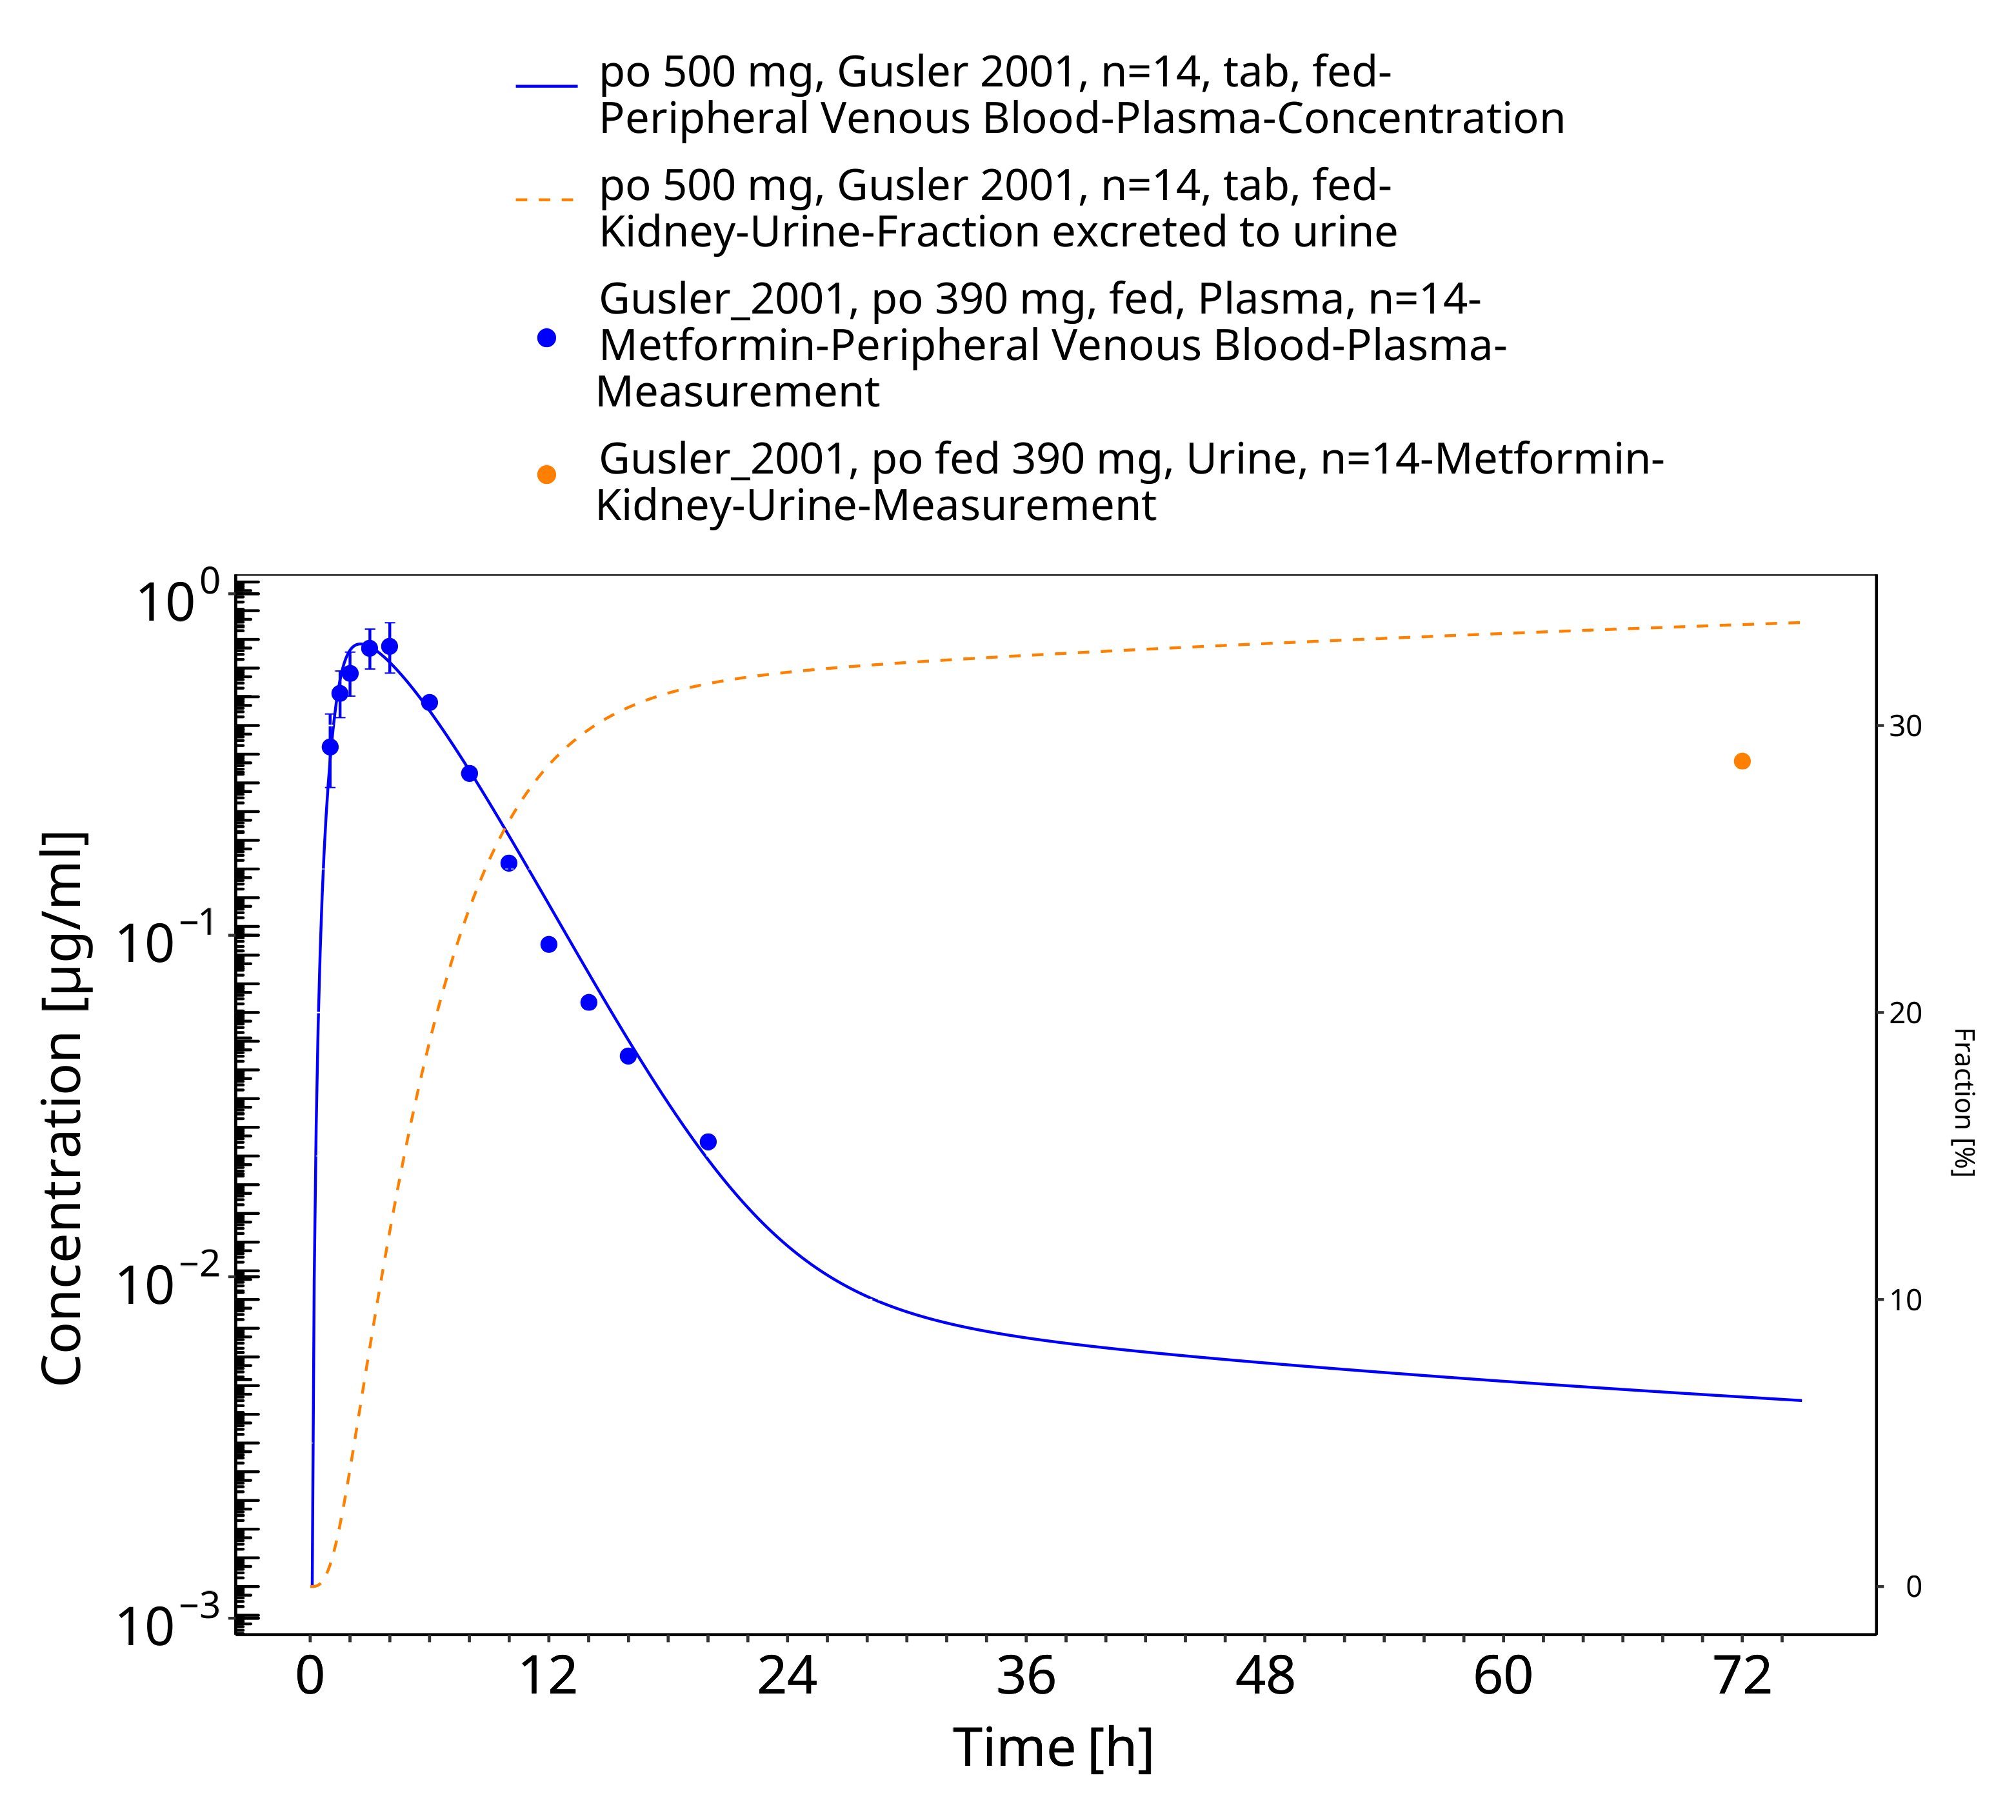 po 500 mg, Gusler 2001, n=14, tab, fed-
Peripheral Venous Blood-Plasma-Concentration
po 500 mg, Gusler 2001, n=14, tab, fed-
Kidney-Urine-Fraction excreted to urine
Gusler_2001, po 390 mg, fed, Plasma, n=14-
Metformin-Peripheral Venous Blood-Plasma-
Measurement
Gusler_2001, po fed 390 mg, Urine, n=14-Metformin-
Kidney-Urine-Measurement
10⁰
10⁻¹
10⁻²
10⁻³
Concentration [µg/ml]
30
20
10
0
Fraction [%]
0 12 24 36 48 60 72
Time [h]